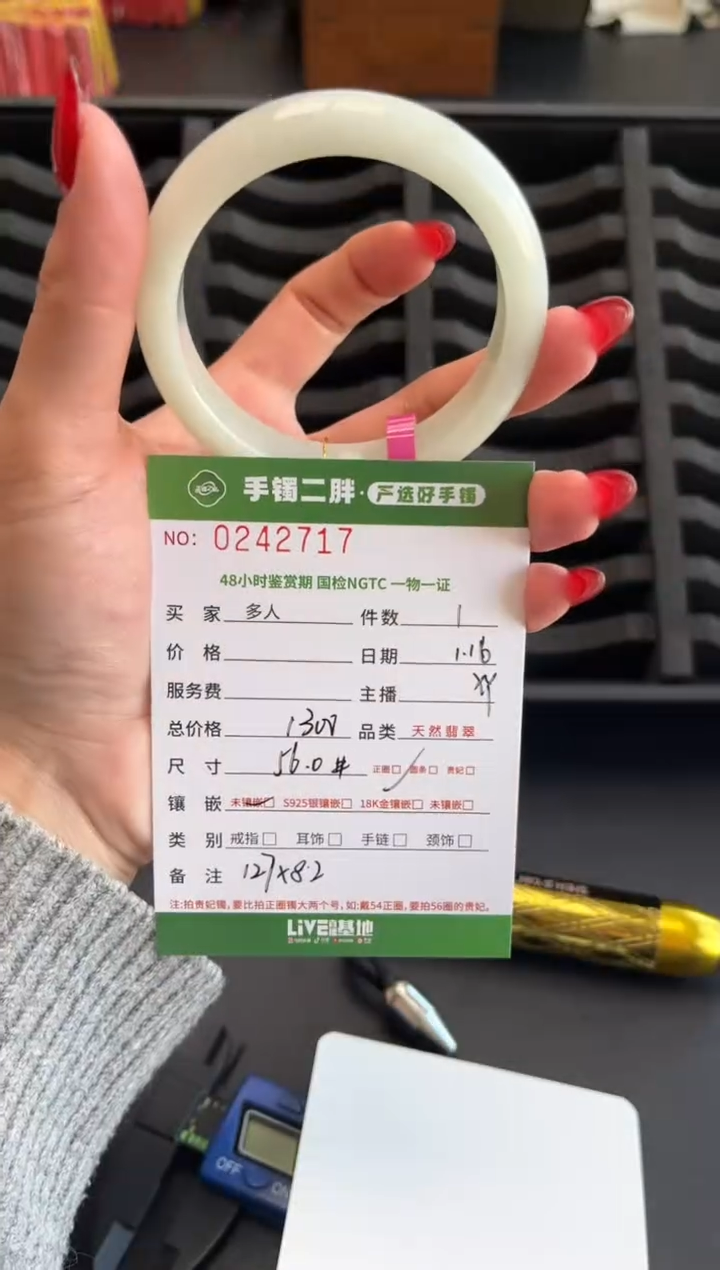 手镯二胖·严选好手镯
NO: 0242717
48小时鉴赏期 国检NGTC 一物一证
买 家 多人 件数 1
价 格 日期 1.16
服务费 主播
总价格 1300 品类 天然翡翠
尺 寸 56.0# 正圈□ 圆条□ 贵妃□
镶 嵌 未镶嵌□ S925银镶嵌□ 18K金镶嵌□ 未镶嵌□
类 别 戒指□ 耳饰□ 手链□ 颈饰□
备 注 127×8.2
注:拍贵妃镯,要比拍正圈镯大两个号,如:戴54正圈,要拍56圈的贵妃。
LiVE 基地
OFF ON